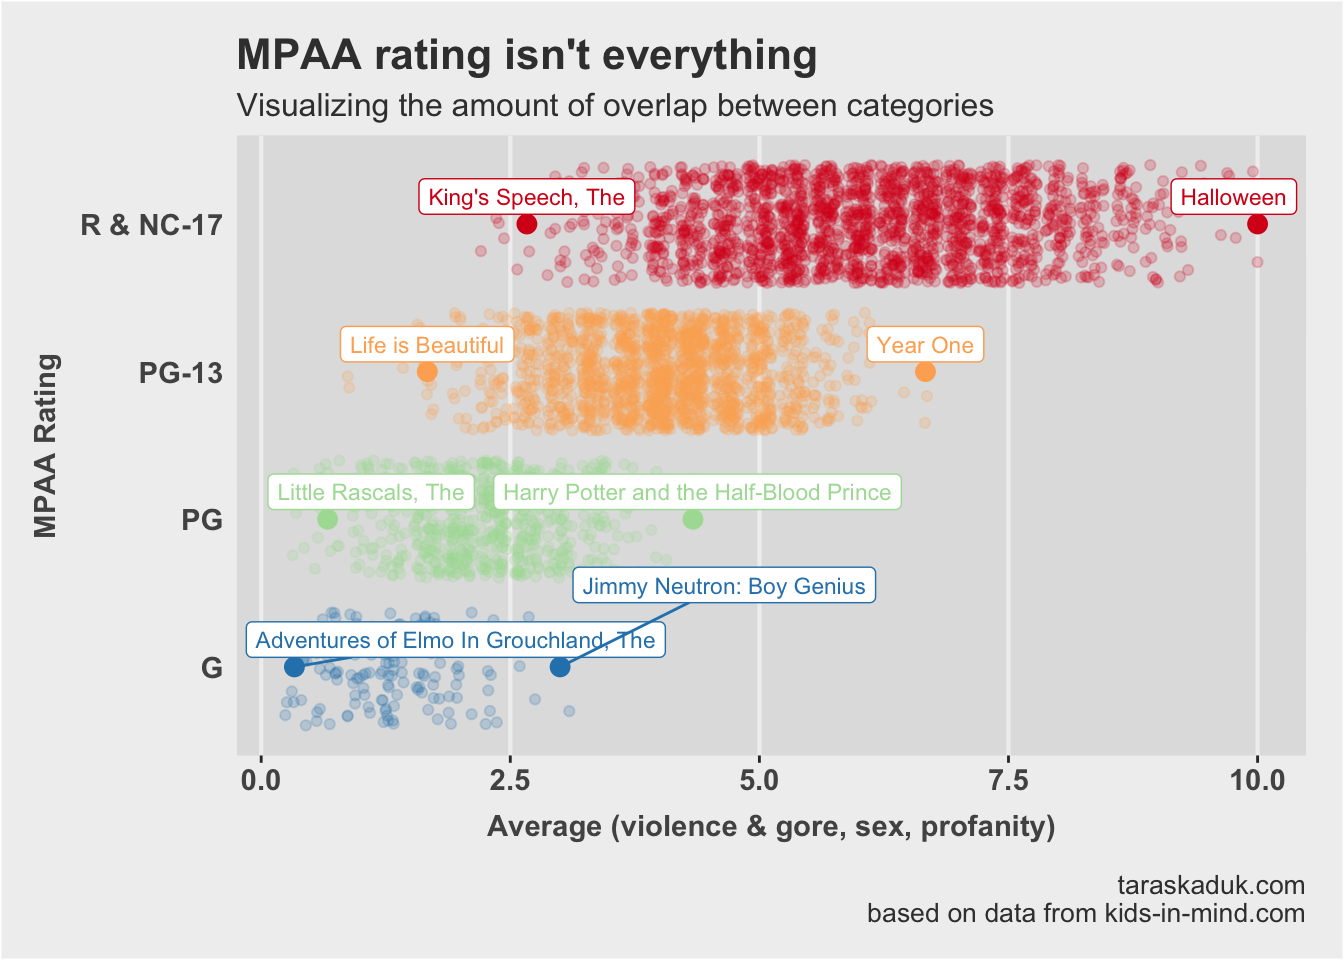 MPAA rating isn't everything
Visualizing the amount of overlap between categories
MPAA Rating
R & NC-17
King's Speech, The
Halloween
PG-13
Life is Beautiful
Year One
PG
Little Rascals, The
Harry Potter and the Half-Blood Prince
Jimmy Neutron: Boy Genius
Adventures of Elmo In Grouchland, The
G
0.0 2.5 5.0 7.5 10.0
Average (violence & gore, sex, profanity)
taraskaduk.com
based on data from kids-in-mind.com